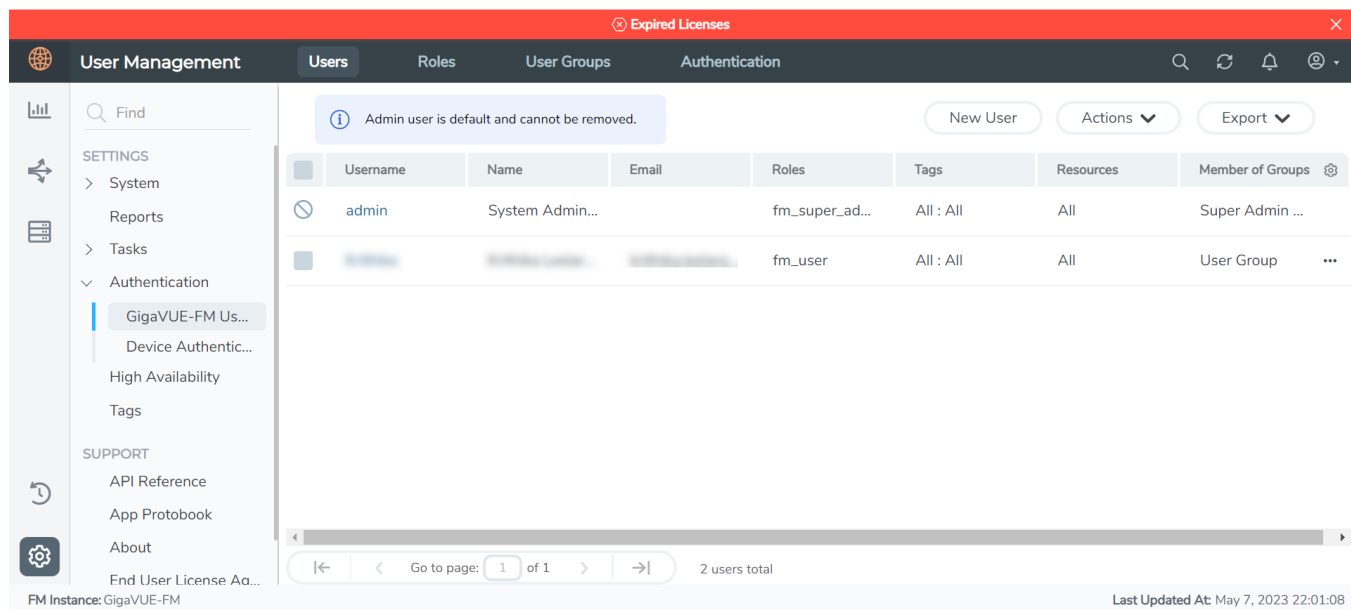 Expired Licenses
User Management Users Roles User Groups Authentication
Find
Admin user is default and cannot be removed. New User Actions Export
SETTINGS
System
Reports
Tasks
Authentication
GigaVUE-FM Us...
Device Authentic...
High Availability
Tags
SUPPORT
API Reference
App Protobook
About
End User License Ag...
Username Name Email Roles Tags Resources Member of Groups
admin System Admin... fm_super_ad... All : All All Super Admin ...
fm_user All : All All User Group ...
Go to page: 1 of 1 2 users total
FM Instance: GigaVUE-FM Last Updated At: May 7, 2023 22:01:08